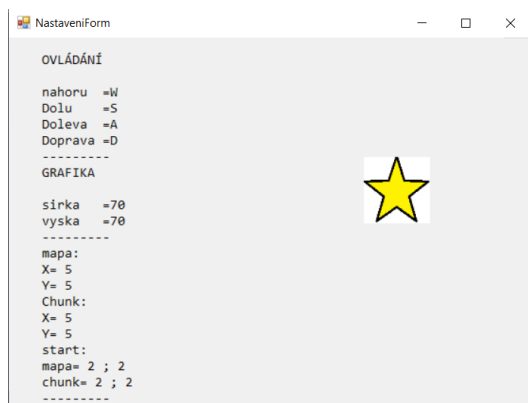 NastaveniForm
OVLÁDÁNÍ
nahoru  =W
Dolu    =S
Doleva  =A
Doprava =D
---------
GRAFIKA
sirka   =70
vyska   =70
---------
mapa:
X= 5
Y= 5
Chunk:
X= 5
Y= 5
start:
mapa= 2 ; 2
chunk= 2 ; 2
---------